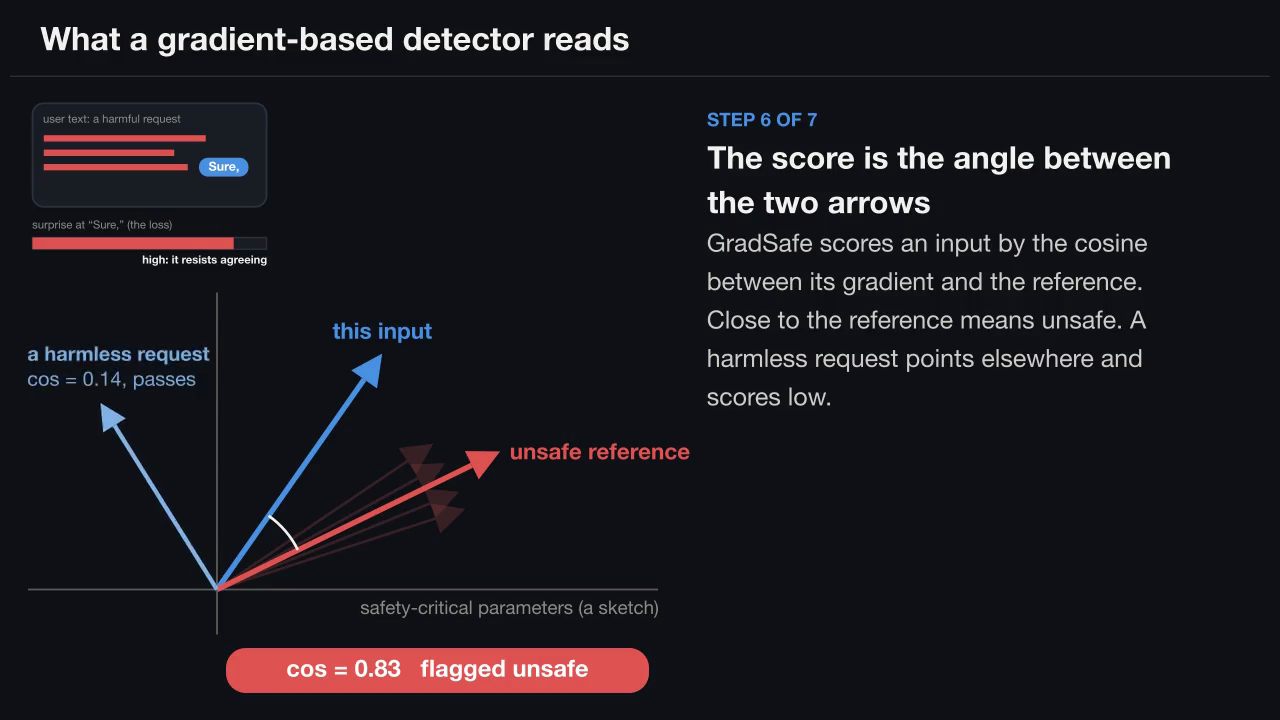 What a gradient-based detector reads
user text: a harmful request
Sure,
surprise at “Sure,” (the loss)
high: it resists agreeing
a harmless request
cos = 0.14, passes
this input
unsafe reference
safety-critical parameters (a sketch)
cos = 0.83 flagged unsafe
STEP 6 OF 7
The score is the angle between
the two arrows
GradSafe scores an input by the cosine
between its gradient and the reference.
Close to the reference means unsafe. A
harmless request points elsewhere and
scores low.